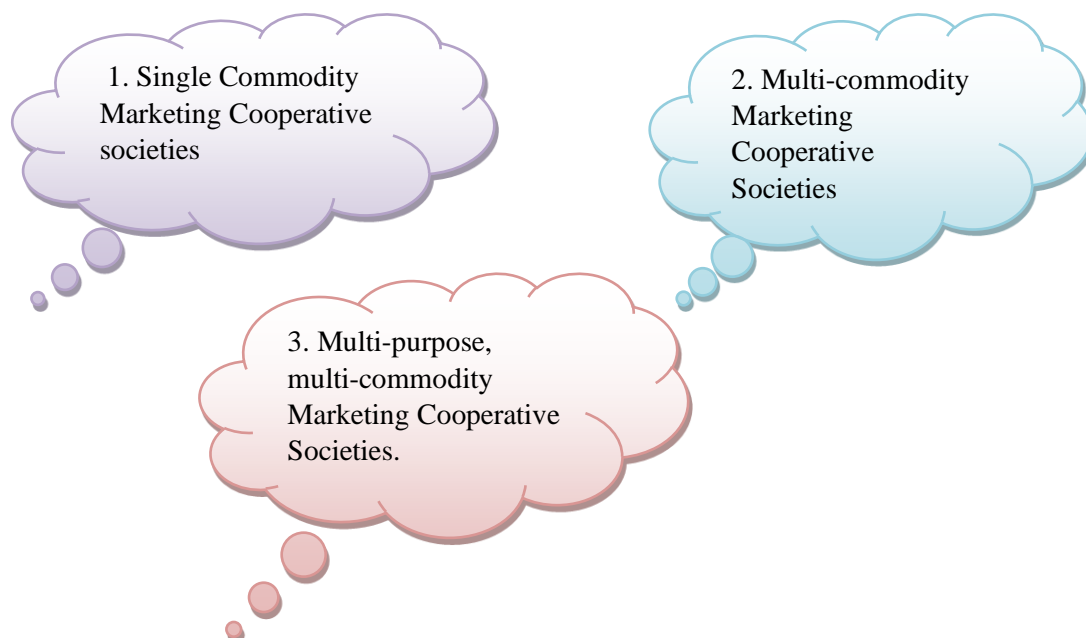 1. Single Commodity
Marketing Cooperative
societies
2. Multi-commodity
Marketing
Cooperative
Societies
3. Multi-purpose,
multi-commodity
Marketing Cooperative
Societies.